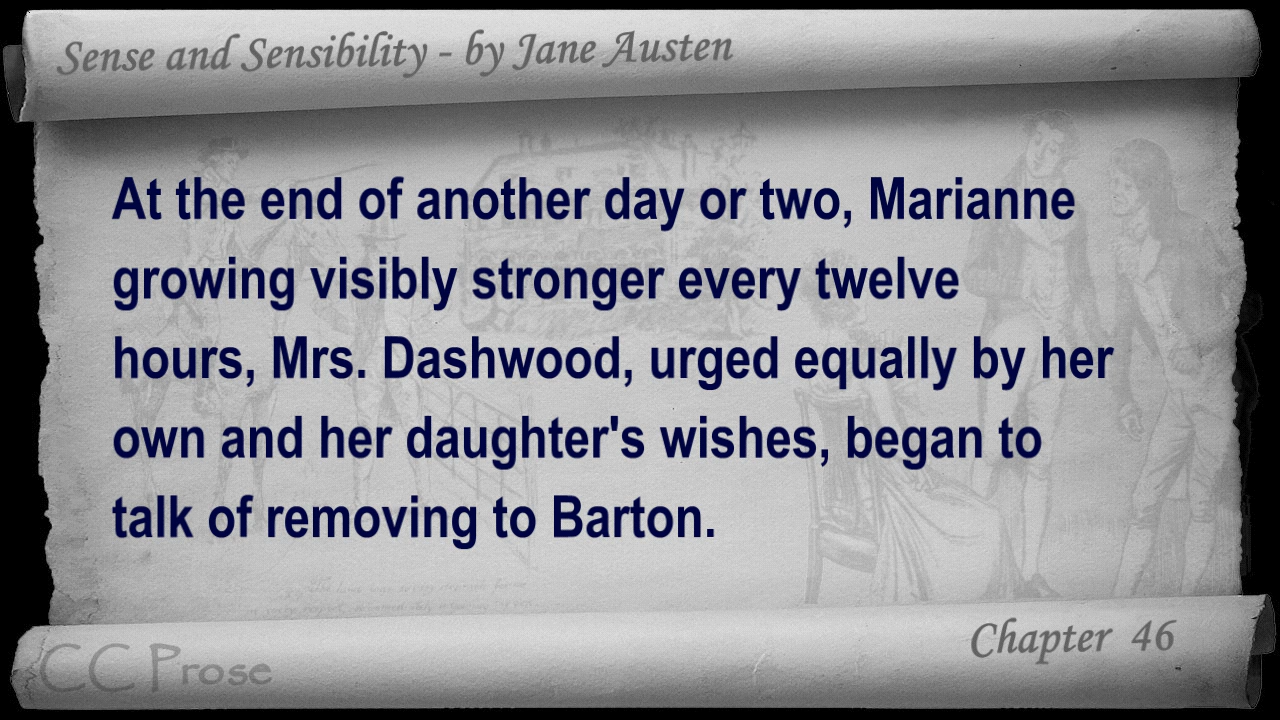 Sense and Sensibility - by Jane Austen
At the end of another day or two, Marianne
growing visibly stronger every twelve
hours, Mrs. Dashwood, urged equally by her
own and her daughter's wishes, began to
talk of removing to Barton.
Chapter 46
CC Prose